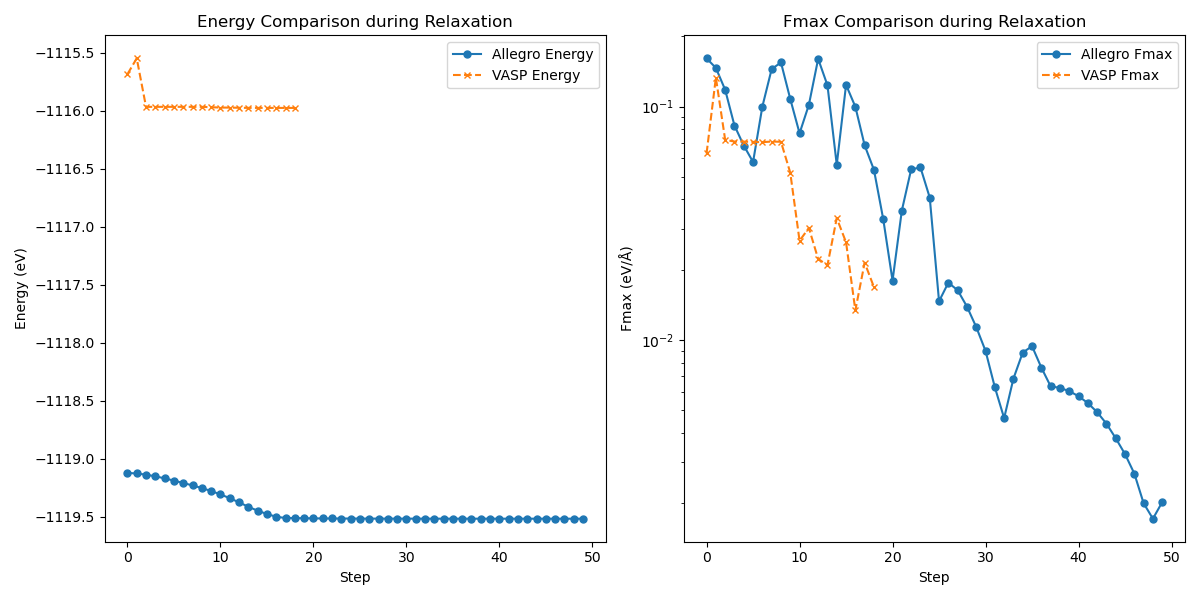 Energy Comparison during Relaxation
Energy (eV)
−1115.5
−1116.0
−1116.5
−1117.0
−1117.5
−1118.0
−1118.5
−1119.0
−1119.5
Allegro Energy
VASP Energy
0 10 20 30 40 50
Step
Fmax Comparison during Relaxation
Fmax (eV/Å)
10⁻¹
10⁻²
Allegro Fmax
VASP Fmax
0 10 20 30 40 50
Step